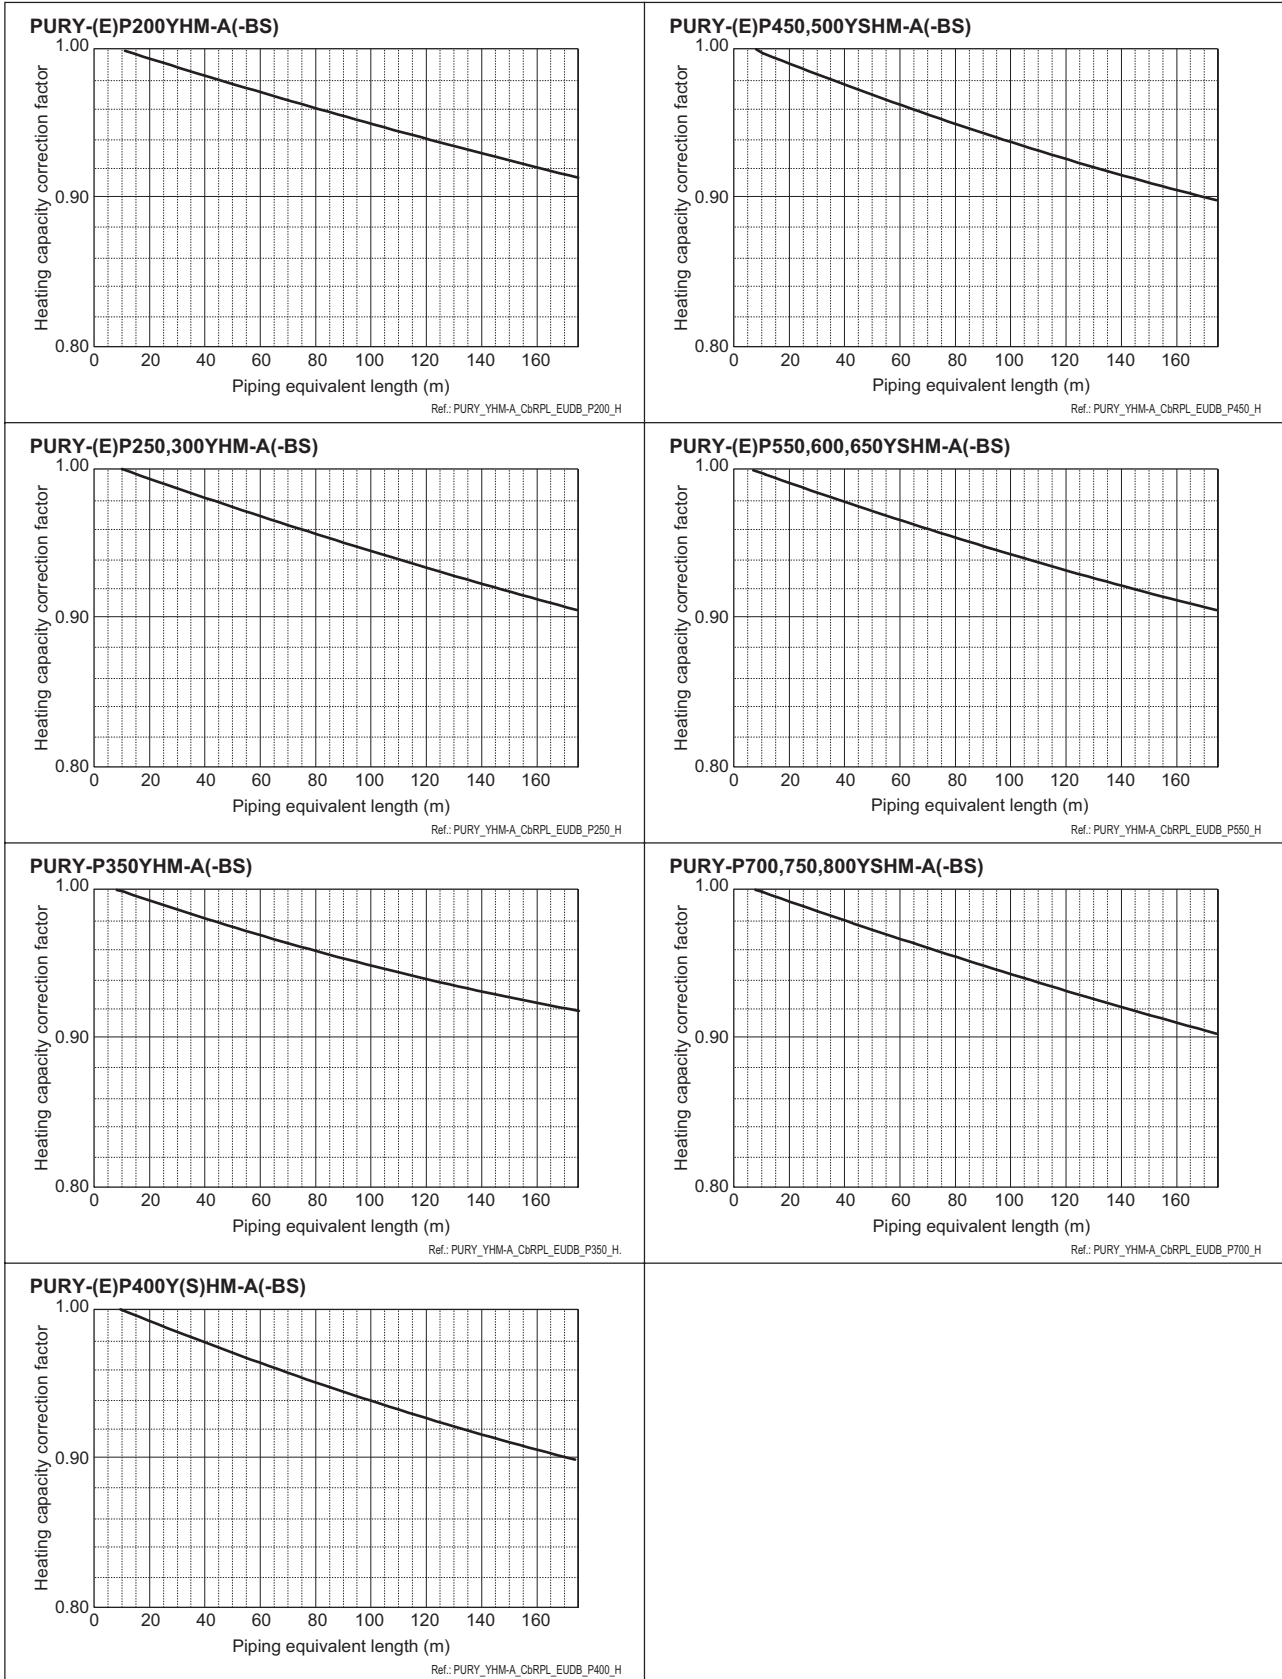 PURY-(E)P200YHM-A(-BS)
Heating capacity correction factor
1.00
0.90
0.80
0 20 40 60 80 100 120 140 160
Piping equivalent length (m)
Ref.: PURY_YHM-A_CbRPL_EUDB_P200_H
PURY-(E)P450,500YSHM-A(-BS)
Heating capacity correction factor
1.00
0.90
0.80
0 20 40 60 80 100 120 140 160
Piping equivalent length (m)
Ref.: PURY_YHM-A_CbRPL_EUDB_P450_H
PURY-(E)P250,300YHM-A(-BS)
Heating capacity correction factor
1.00
0.90
0.80
0 20 40 60 80 100 120 140 160
Piping equivalent length (m)
Ref.: PURY_YHM-A_CbRPL_EUDB_P250_H
PURY-(E)P550,600,650YSHM-A(-BS)
Heating capacity correction factor
1.00
0.90
0.80
0 20 40 60 80 100 120 140 160
Piping equivalent length (m)
Ref.: PURY_YHM-A_CbRPL_EUDB_P550_H
PURY-P350YHM-A(-BS)
Heating capacity correction factor
1.00
0.90
0.80
0 20 40 60 80 100 120 140 160
Piping equivalent length (m)
Ref.: PURY_YHM-A_CbRPL_EUDB_P350_H.
PURY-P700,750,800YSHM-A(-BS)
Heating capacity correction factor
1.00
0.90
0.80
0 20 40 60 80 100 120 140 160
Piping equivalent length (m)
Ref.: PURY_YHM-A_CbRPL_EUDB_P700_H
PURY-(E)P400Y(S)HM-A(-BS)
Heating capacity correction factor
1.00
0.90
0.80
0 20 40 60 80 100 120 140 160
Piping equivalent length (m)
Ref.: PURY_YHM-A_CbRPL_EUDB_P400_H